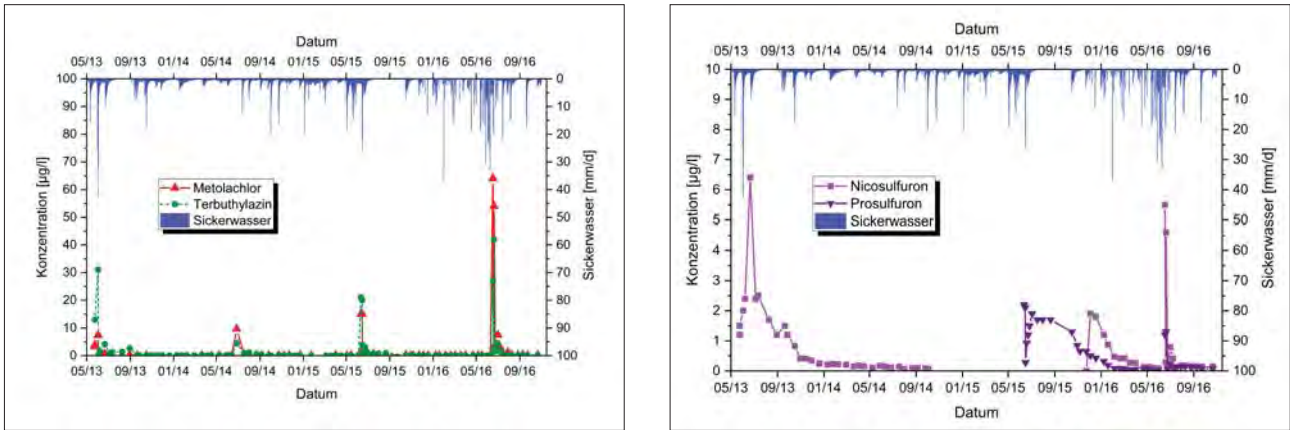 Datum
05/13 09/13 01/14 05/14 09/14 01/15 05/15 09/15 01/16 05/16 09/16
100 0
90 10
80 20
70 30
60 40
50 50
40 60
30 70
20 80
10 90
0 100
Konzentration [µg/l]
Sickerwasser [mm/d]
Metolachlor
Terbuthylazin
Sickerwasser
05/13 09/13 01/14 05/14 09/14 01/15 05/15 09/15 01/16 05/16 09/16
Datum
Datum
05/13 09/13 01/14 05/14 09/14 01/15 05/15 09/15 01/16 05/16 09/16
10 0
9 10
8 20
7 30
6 40
5 50
4 60
3 70
2 80
1 90
0 100
Konzentration [µg/l]
Sickerwasser [mm/d]
Nicosulfuron
Prosulfuron
Sickerwasser
05/13 09/13 01/14 05/14 09/14 01/15 05/15 09/15 01/16 05/16 09/16
Datum